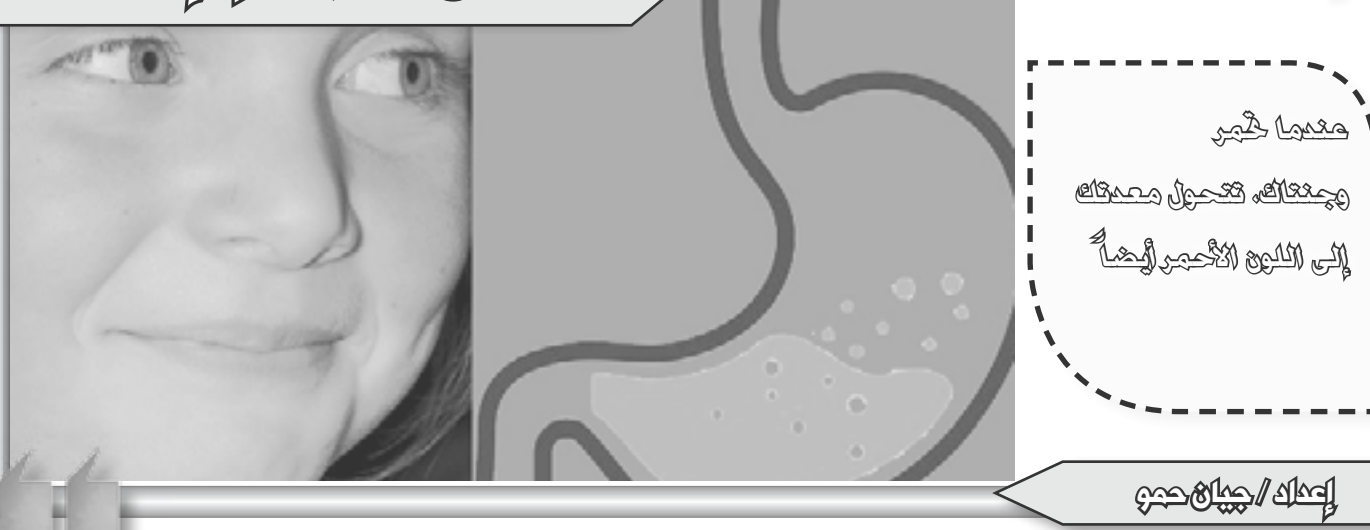 عندما تحمر
وجنتاك، تتحول معدتك
إلى اللون الأحمر أيضاً
إعداد / جيان حمو